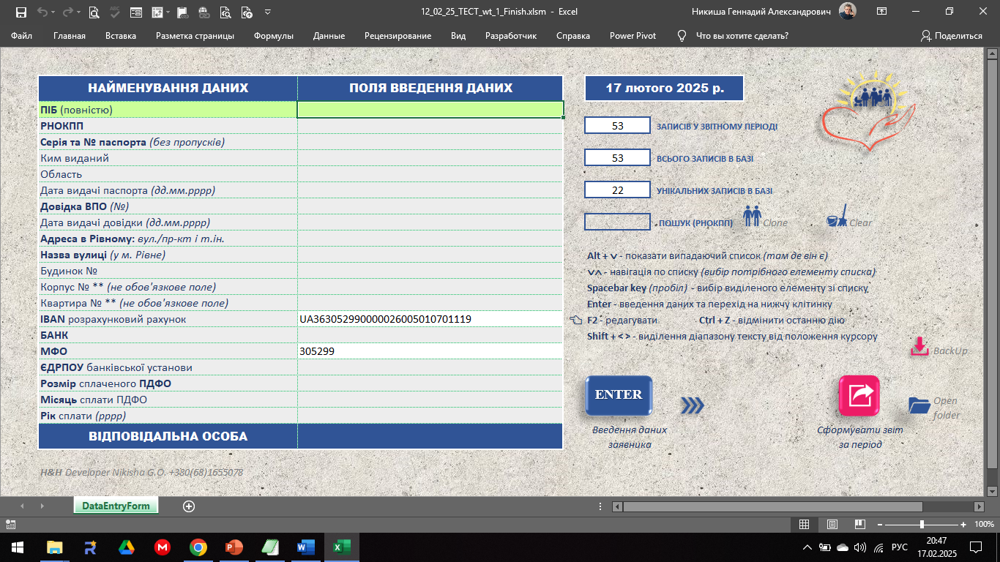 12_02_25_ТЕСТ_wt_1_Finish.xlsm - Excel
Никиша Геннадий Александрович
Файл Главная Вставка Разметка страницы Формулы Данные Рецензирование Вид Разработчик Справка Power Pivot Что вы хотите сделать? Поделиться
НАЙМЕНУВАННЯ ДАНИХ ПОЛЯ ВВЕДЕННЯ ДАНИХ
ПІБ (повністю)
РНОКПП
Серія та № паспорта (без пропусків)
Ким виданий
Область
Дата видачі паспорта (дд.мм.рррр)
Довідка ВПО (№)
Дата видачі довідки (дд.мм.рррр)
Адреса в Рівному: вул./пр-кт і т.ін.
Назва вулиці (у м. Рівне)
Будинок №
Корпус № ** (не обов'язкове поле)
Квартира № ** (не обов'язкове поле)
IBAN розрахунковий рахунок UA363052990000026005010701119
БАНК
МФО 305299
ЄДРПОУ банківської установи
Розмір сплаченого ПДФО
Місяць сплати ПДФО
Рік сплати (рррр)
ВІДПОВІДАЛЬНА ОСОБА
H&H Developer Nikisha G.O. +380(68)1655078
17 лютого 2025 р.
53 ЗАПИСІВ У ЗВІТНОМУ ПЕРІОДІ
53 ВСЬОГО ЗАПИСІВ В БАЗІ
22 УНІКАЛЬНИХ ЗАПИСІВ В БАЗІ
ПОШУК (РНОКПП) Clone Clear
Alt + ˅ - показати випадаючий список (там де він є)
˅˄ - навігація по списку (вибір потрібного елементу списка)
Spacebar key (пробіл) - вибір виділеного елементу зі списку
Enter - введення даних та перехід на нижчу клітинку
F2 - редагувати Ctrl + Z - відмінити останню дію
Shift + < > - виділення діапазону тексту від положення курсору
BackUp
ENTER
Введення даних
заявника
Сформувати звіт
за період
Open
folder
DataEntryForm
100%
РУС
20:47
17.02.2025